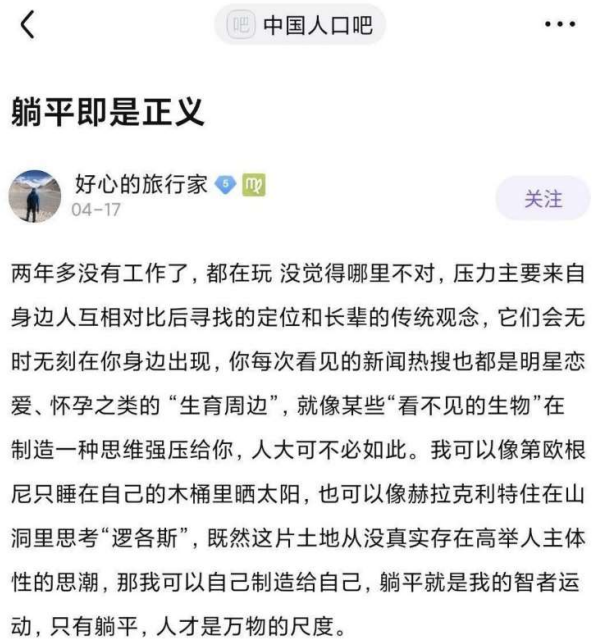 吧 中国人口吧
躺平即是正义
好心的旅行家 5
04-17
关注
两年多没有工作了，都在玩 没觉得哪里不对，压力主要来自
身边人互相对比后寻找的定位和长辈的传统观念，它们会无
时无刻在你身边出现，你每次看见的新闻热搜也都是明星恋
爱、怀孕之类的 “生育周边”，就像某些“看不见的生物”在
制造一种思维强压给你，人大可不必如此。我可以像第欧根
尼只睡在自己的木桶里晒太阳，也可以像赫拉克利特住在山
洞里思考“逻各斯”，既然这片土地从没真实存在高举人主体
性的思潮，那我可以自己制造给自己，躺平就是我的智者运
动，只有躺平，人才是万物的尺度。